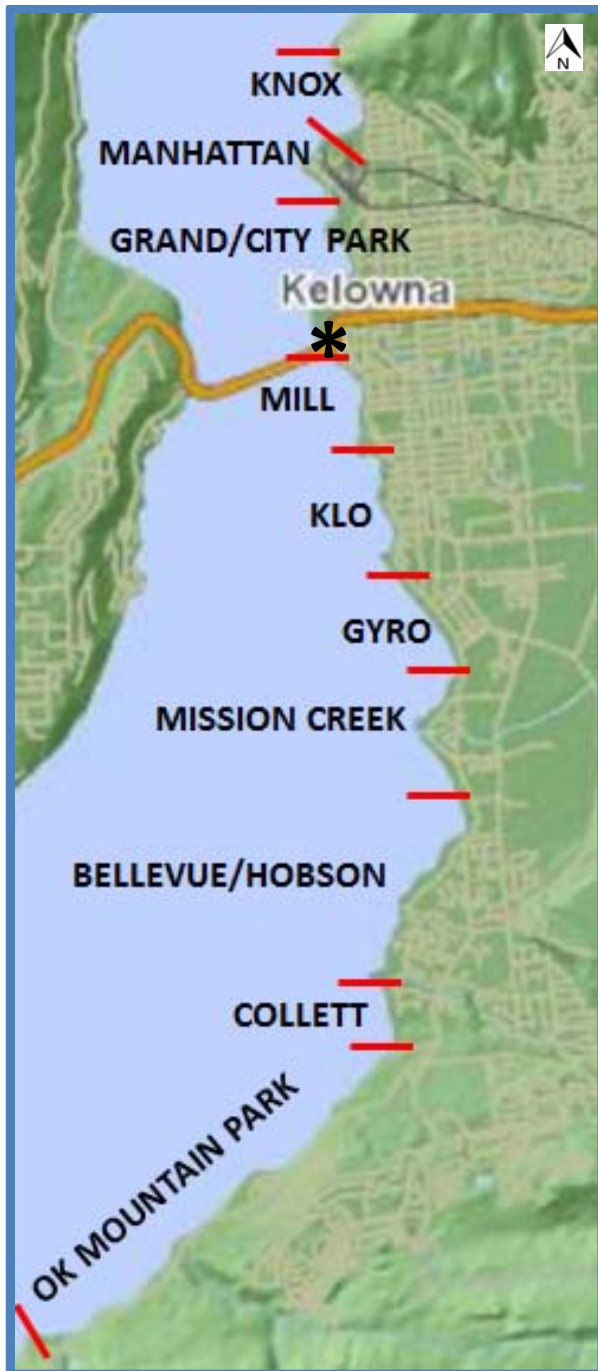 N
KNOX
MANHATTAN
GRAND/CITY PARK
Kelowna
*
MILL
KLO
GYRO
MISSION CREEK
BELLEVUE/HOBSON
COLLETT
OK MOUNTAIN PARK